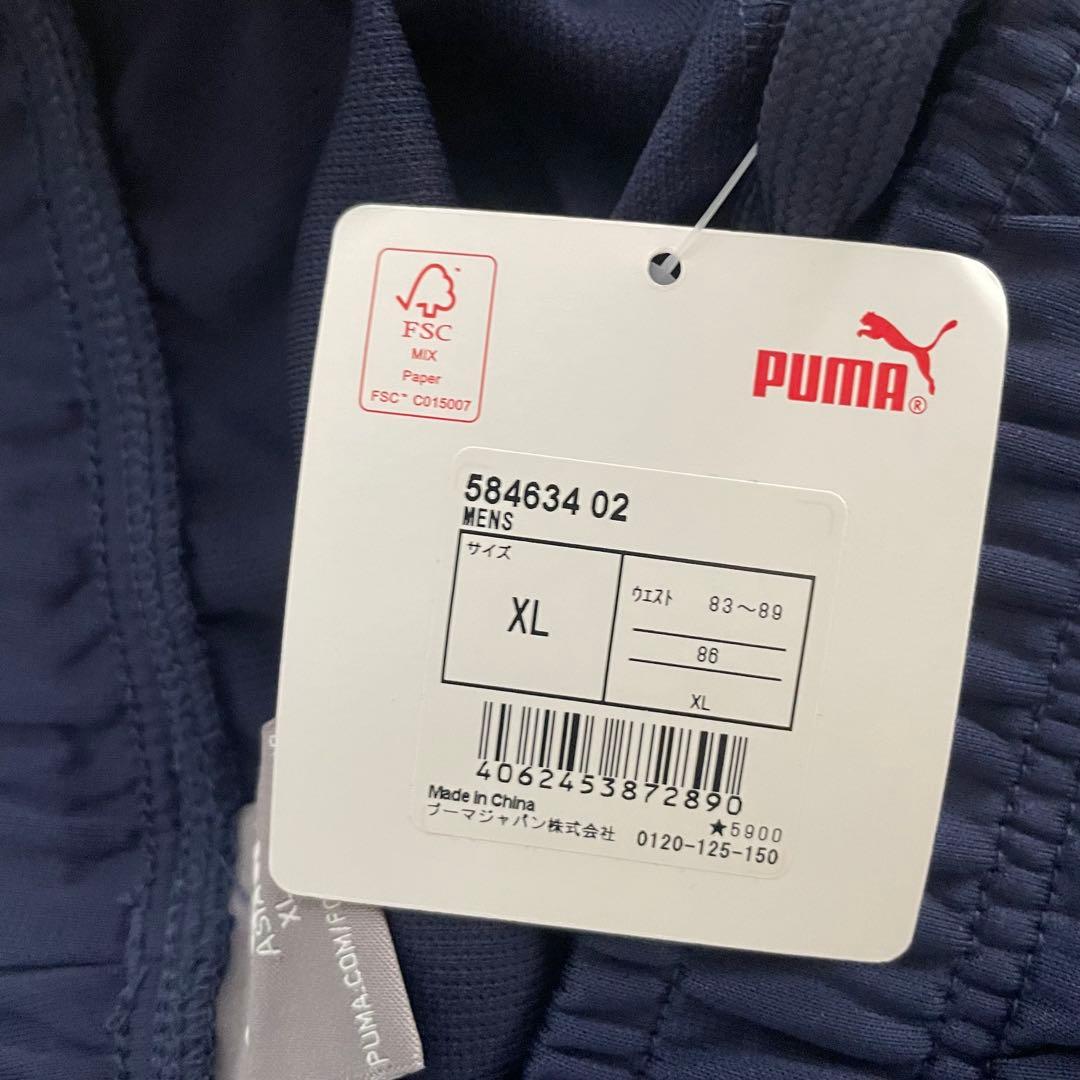 FSC
MIX
Paper
FSC™ C015007
PUMA®
584634 02
MENS
サイズ
XL
ウエスト 83～89
86
XL
4062453872890
Made in China
★5900
プーマジャパン株式会社 0120-125-150
XL
PUMA.COM/FO